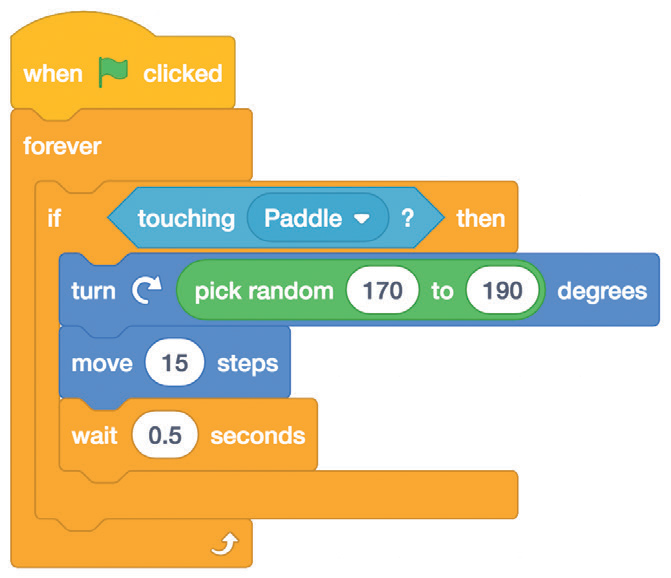 when clicked
forever
if touching Paddle ? then
turn pick random 170 to 190 degrees
move 15 steps
wait 0.5 seconds